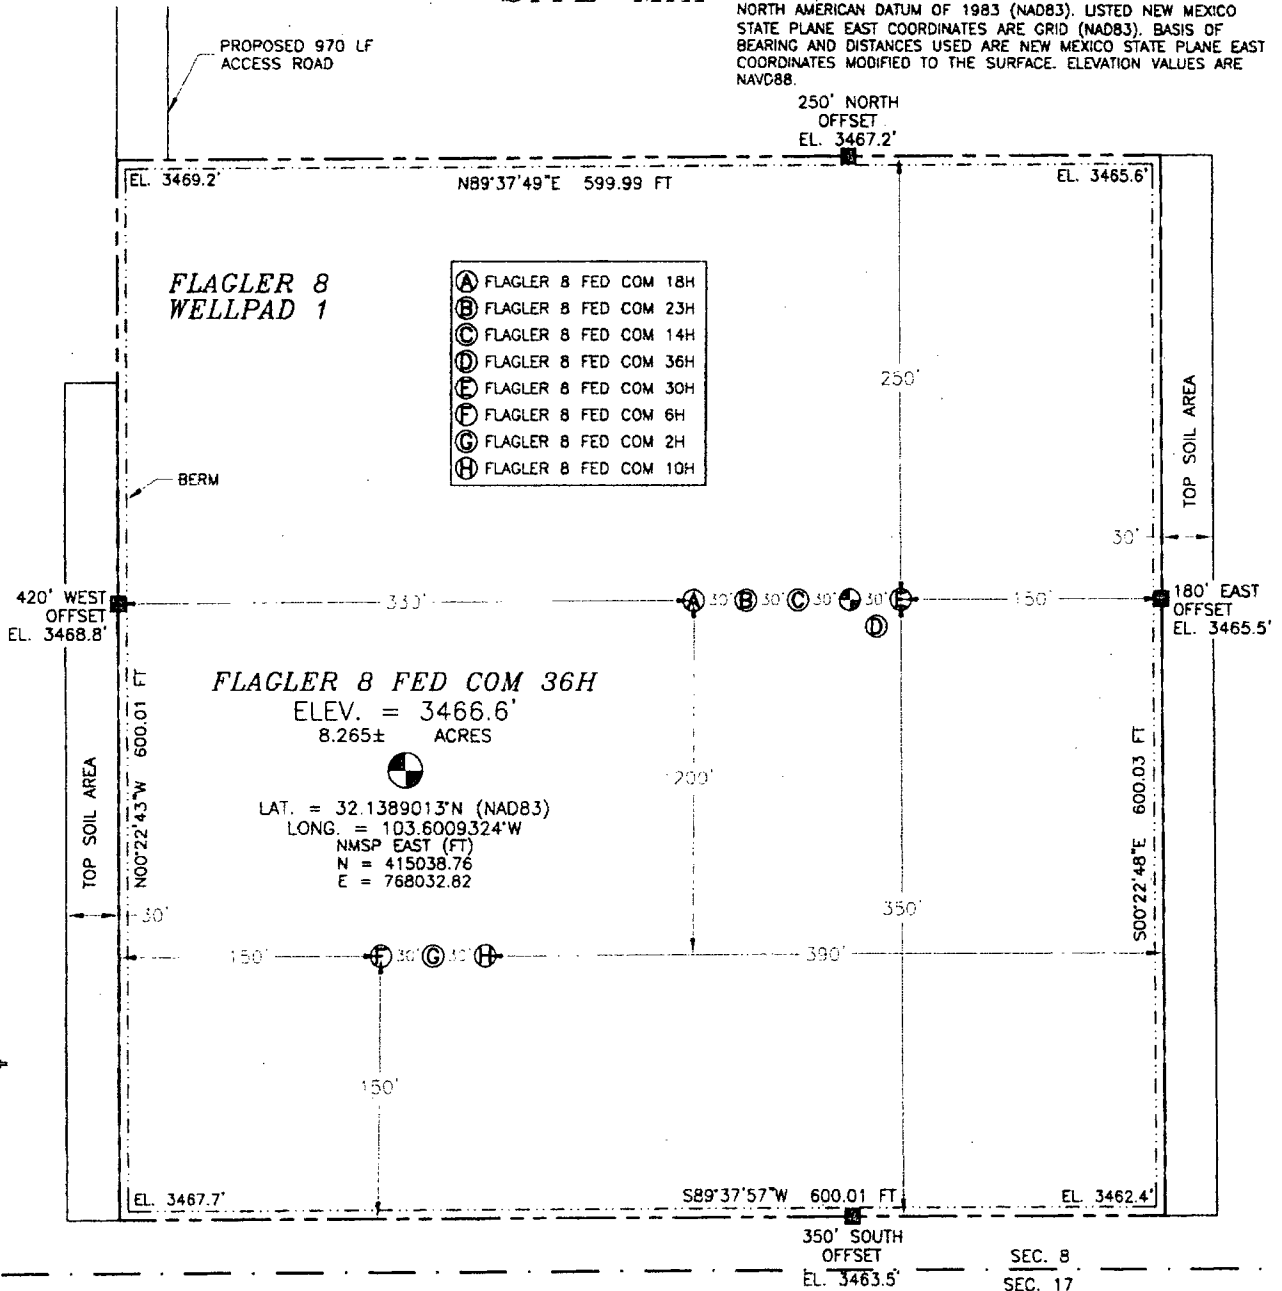 NORTH AMERICAN DATUM OF 1983 (NAD83). LISTED NEW MEXICO
STATE PLANE EAST COORDINATES ARE GRID (NAD83). BASIS OF
BEARING AND DISTANCES USED ARE NEW MEXICO STATE PLANE EAST
COORDINATES MODIFIED TO THE SURFACE. ELEVATION VALUES ARE
NAVD88.
PROPOSED 970 LF
ACCESS ROAD
250' NORTH
OFFSET
EL. 3467.2'
EL. 3469.2'
N89°37'49"E 599.99 FT
EL. 3465.6'
FLAGLER 8
WELLPAD 1
A FLAGLER 8 FED COM 18H
B FLAGLER 8 FED COM 23H
C FLAGLER 8 FED COM 14H
D FLAGLER 8 FED COM 36H
E FLAGLER 8 FED COM 30H
F FLAGLER 8 FED COM 6H
G FLAGLER 8 FED COM 2H
H FLAGLER 8 FED COM 10H
250'
TOP SOIL AREA
BERM
30'
420' WEST
OFFSET
EL. 3468.8'
330'
A 30' B 30' C 30' 30' E
150'
D
180' EAST
OFFSET
EL. 3465.5'
FLAGLER 8 FED COM 36H
ELEV. = 3466.6'
8.265± ACRES
LAT. = 32.1389013°N (NAD83)
LONG. = 103.6009324°W
NMSP EAST (FT)
N = 415038.76
E = 768032.82
N00°22'43"W 600.01 FT
TOP SOIL AREA
200'
S00°22'48"E 600.03 FT
30'
350'
150'
F 30' G 30' H
390'
150'
EL. 3467.7'
S89°37'57"W 600.01 FT
EL. 3462.4'
350' SOUTH
OFFSET
EL. 3463.5'
SEC. 8
SEC. 17